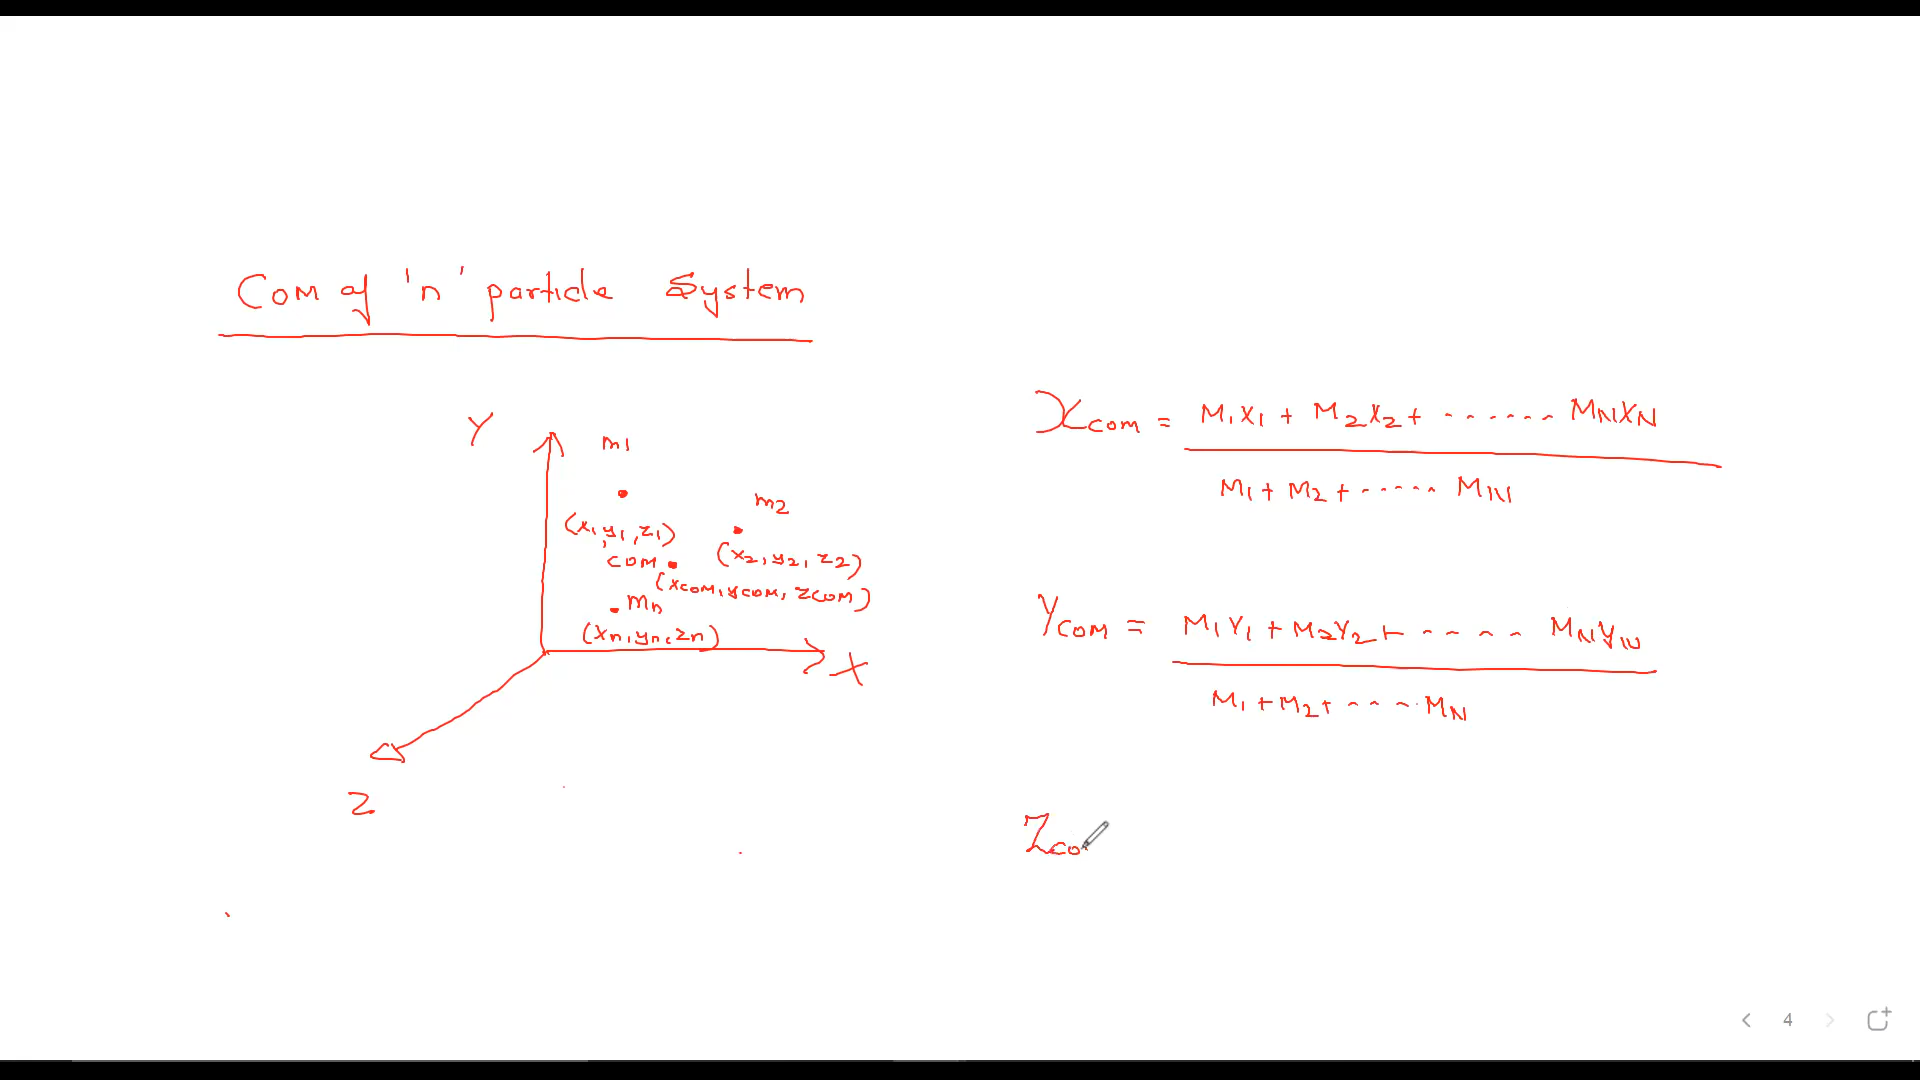 COM of 'n' particle System
Y
m1
m2
(x1,y1,z1)
(x2,y2,z2)
COM
(xCOM,yCOM,zCOM)
mn
(xn,yn,zn)
X
Z
XCOM = M1X1 + M2X2 + ....... MNXN
M1 + M2 + ...... MN
YCOM = M1Y1 + M2Y2 + ..... MNYN
M1 + M2 + ..... MN
Zco
4